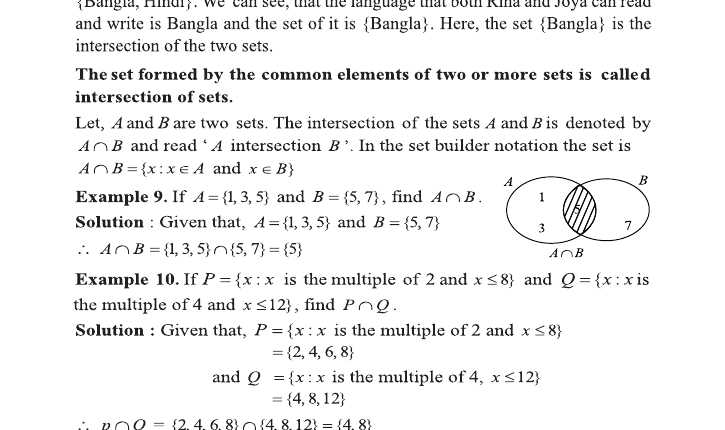 {Bangla, Hindi}. We can see, that the language that both Rina and Joya can read
and write is Bangla and the set of it is {Bangla}. Here, the set {Bangla} is the
intersection of the two sets.
The set formed by the common elements of two or more sets is called
intersection of sets.
Let, A and B are two sets. The intersection of the sets A and B is denoted by
A∩B and read ‘ A intersection B ’. In the set builder notation the set is
A∩B = {x : x ∈ A and x ∈ B}
Example 9. If A = {1, 3, 5} and B = {5, 7}, find A∩B.
Solution : Given that, A = {1, 3, 5} and B = {5, 7}
∴ A∩B = {1, 3, 5}∩{5, 7} = {5}
A B
1
5
3 7
A∩B
Example 10. If P = {x : x is the multiple of 2 and x ≤ 8} and Q = {x : x is
the multiple of 4 and x ≤ 12}, find P∩Q.
Solution : Given that, P = {x : x is the multiple of 2 and x ≤ 8}
= {2, 4, 6, 8}
and Q = {x : x is the multiple of 4, x ≤ 12}
= {4, 8, 12}
∴ p∩Q = {2, 4, 6, 8}∩{4, 8, 12} = {4, 8}